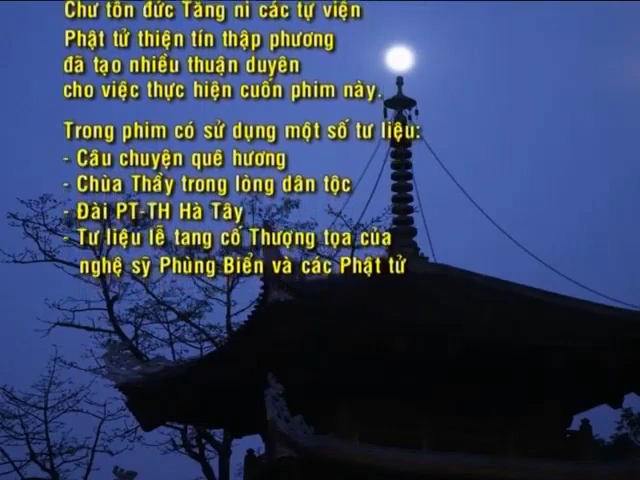 Chư tôn đức Tăng ni các tự viện
Phật tử thiện tín thập phương
đã tạo nhiều thuận duyên
cho việc thực hiện cuốn phim này.
Trong phim có sử dụng một số tư liệu:
- Câu chuyện quê hương
- Chùa Thầy trong lòng dân tộc
- Đài PT-TH Hà Tây
- Tư liệu lễ tang cố Thượng tọa của
nghệ sỹ Phùng Biển và các Phật tử